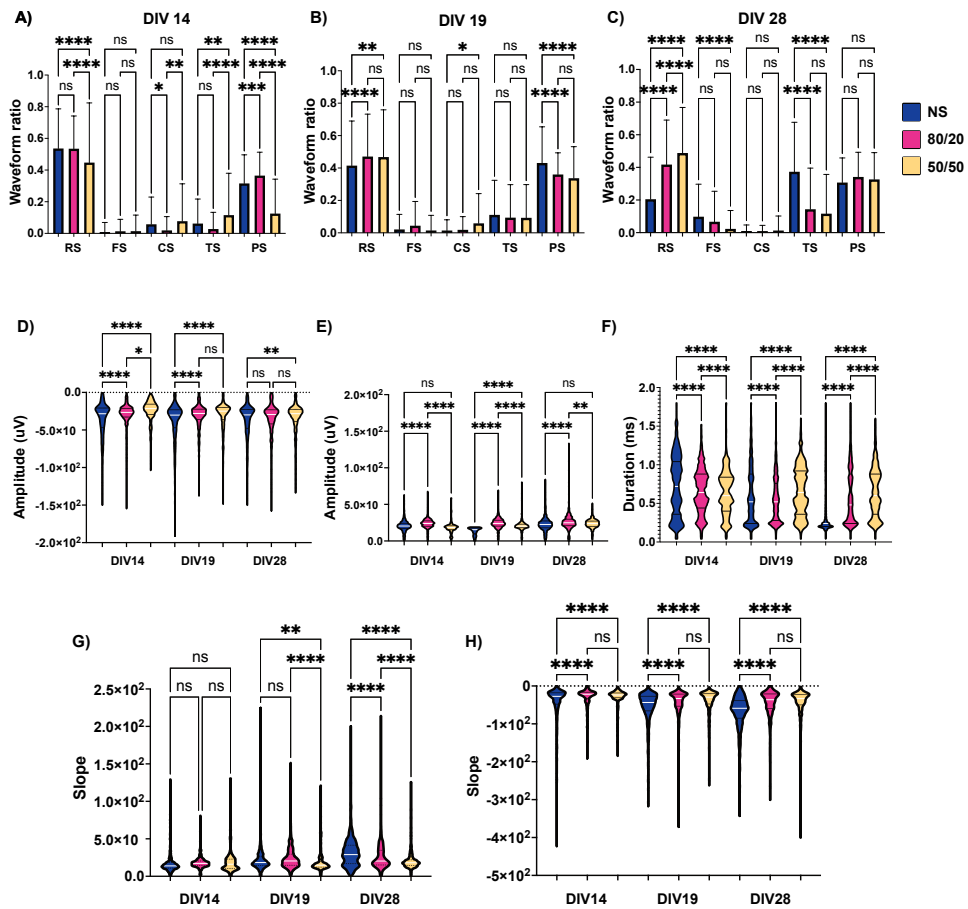 A) DIV 14
**** ns ns ** ****
**** ns ** **** ****
ns ns * ***
Waveform ratio
1.0
0.8
0.6
0.4
0.2
0.0
RS FS CS TS PS
B) DIV 19
** ns * ns ****
ns ns ns ns ns
**** ns ns ns ****
Waveform ratio
1.0
0.8
0.6
0.4
0.2
0.0
RS FS CS TS PS
C) DIV 28
**** **** ns **** ns
**** ns ns ns ns
**** ns **** ns
Waveform ratio
1.0
0.8
0.6
0.4
0.2
0.0
RS FS CS TS PS
NS
80/20
50/50
D)
**** **** **
* ns
**** **** ns ns
Amplitude (uV)
0.0
-5.0×10
-1.0×10²
-1.5×10²
-2.0×10²
DIV14 DIV19 DIV28
E)
ns **** ns
**** **** **
**** **** ****
Amplitude (uV)
2.0×10²
1.5×10²
1.0×10²
5.0×10
0.0
DIV14 DIV19 DIV28
F)
**** **** ****
**** **** ****
**** **** ****
Duration (ms)
2.0
1.5
1.0
0.5
0.0
DIV14 DIV19 DIV28
G)
** ****
ns **** ****
ns ns ns ****
Slope
2.5×10²
2.0×10²
1.5×10²
1.0×10²
5.0×10
0.0
DIV14 DIV19 DIV28
H)
**** **** ****
ns ns ns
**** **** ****
Slope
0
-1×10²
-2×10²
-3×10²
-4×10²
-5×10²
DIV14 DIV19 DIV28